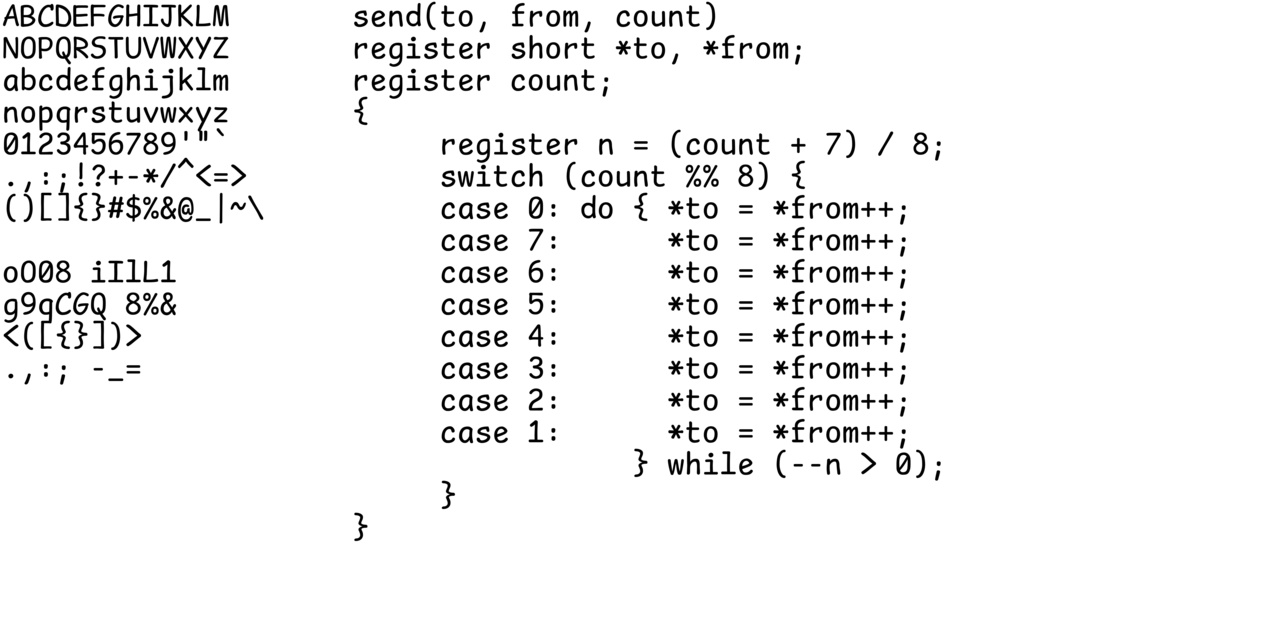 ABCDEFGHIJKLM
NOPQRSTUVWXYZ
abcdefghijklm
nopqrstuvwxyz
0123456789'"`
.,:;!?+-*/^<=>
()[]{}#$%&@_|~\

oO08 iIlL1
g9qCGQ 8%&
<([{}])>
.,:; -_=

send(to, from, count)
register short *to, *from;
register count;
{
     register n = (count + 7) / 8;
     switch (count %% 8) {
     case 0: do { *to = *from++;
     case 7:      *to = *from++;
     case 6:      *to = *from++;
     case 5:      *to = *from++;
     case 4:      *to = *from++;
     case 3:      *to = *from++;
     case 2:      *to = *from++;
     case 1:      *to = *from++;
                } while (--n > 0);
     }
}